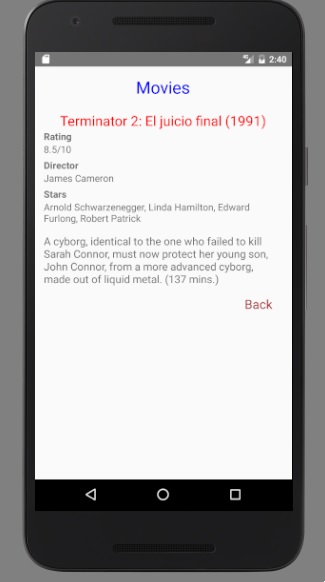 2:40
Movies
Terminator 2: El juicio final (1991)
Rating
8.5/10
Director
James Cameron
Stars
Arnold Schwarzenegger, Linda Hamilton, Edward
Furlong, Robert Patrick
A cyborg, identical to the one who failed to kill
Sarah Connor, must now protect her young son,
John Connor, from a more advanced cyborg,
made out of liquid metal. (137 mins.)
Back